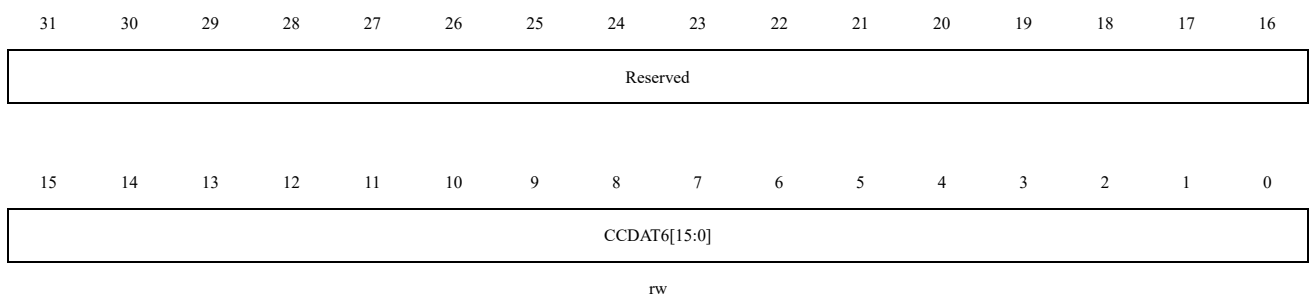 31 30 29 28 27 26 25 24 23 22 21 20 19 18 17 16
Reserved
15 14 13 12 11 10 9 8 7 6 5 4 3 2 1 0
CCDAT6[15:0]
rw